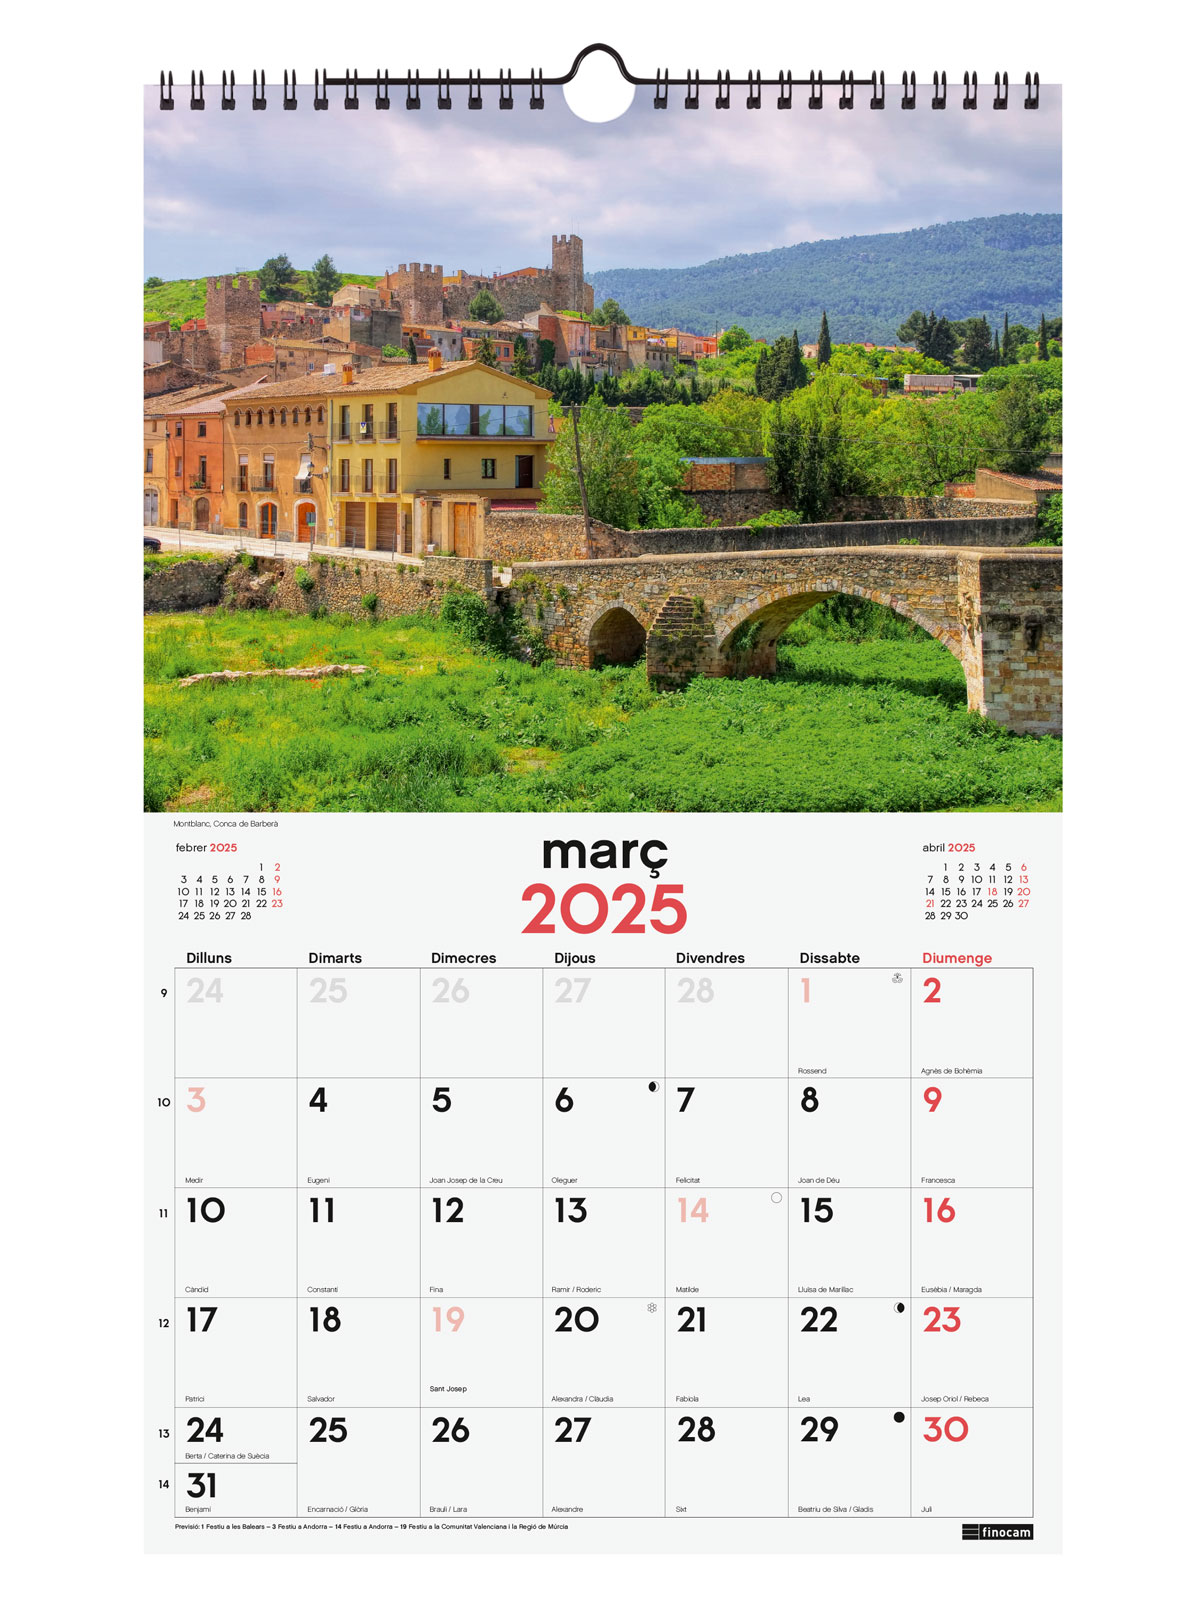 Montblanc, Conca de Barberà
febrer 2025
1 2
3 4 5 6 7 8 9
10 11 12 13 14 15 16
17 18 19 20 21 22 23
24 25 26 27 28
març
2025
abril 2025
1 2 3 4 5 6
7 8 9 10 11 12 13
14 15 16 17 18 19 20
21 22 23 24 25 26 27
28 29 30
Dilluns Dimarts Dimecres Dijous Divendres Dissabte Diumenge
9 24 25 26 27 28 1 2
Rossend Agnès de Bohèmia
10 3 4 5 6 7 8 9
Medir Eugeni Joan Josep de la Creu Oleguer Felicitat Joan de Déu Francesca
11 10 11 12 13 14 15 16
Càndid Constantí Fina Ramir / Roderic Matilde Lluïsa de Marillac Eusèbia / Maragda
12 17 18 19 20 21 22 23
Sant Josep
Patrici Salvador Alexandra / Clàudia Fabiola Lea Josep Oriol / Rebeca
13 24 25 26 27 28 29 30
Berta / Caterina de Suècia
14 31
Benjamí Encarnació / Glòria Brauli / Lara Alexandre Sixt Beatriu de Silva / Gladis Juli
Previsió: 1 Festiu a les Balears – 3 Festiu a Andorra – 14 Festiu a Andorra – 19 Festiu a la Comunitat Valenciana i la Regió de Múrcia
finocam